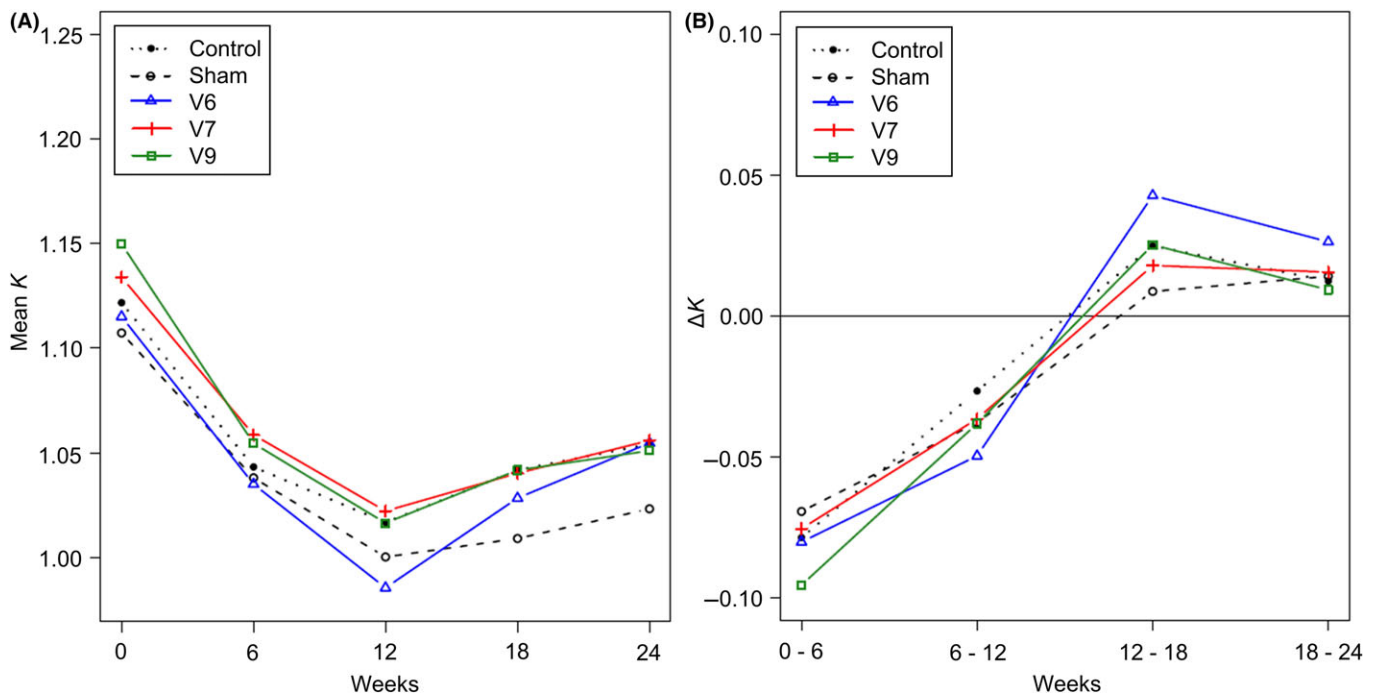 (A)
1.25
1.20
1.15
1.10
1.05
1.00
Mean K
Control
Sham
V6
V7
V9
0 6 12 18 24
Weeks
(B)
0.10
0.05
0.00
–0.05
–0.10
ΔK
Control
Sham
V6
V7
V9
0 - 6 6 - 12 12 - 18 18 - 24
Weeks